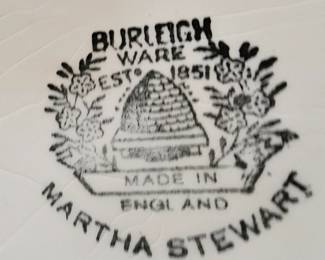 BURLEIGH
WARE
ESTD 1851
MADE IN
ENGLAND
MARTHA STEWART